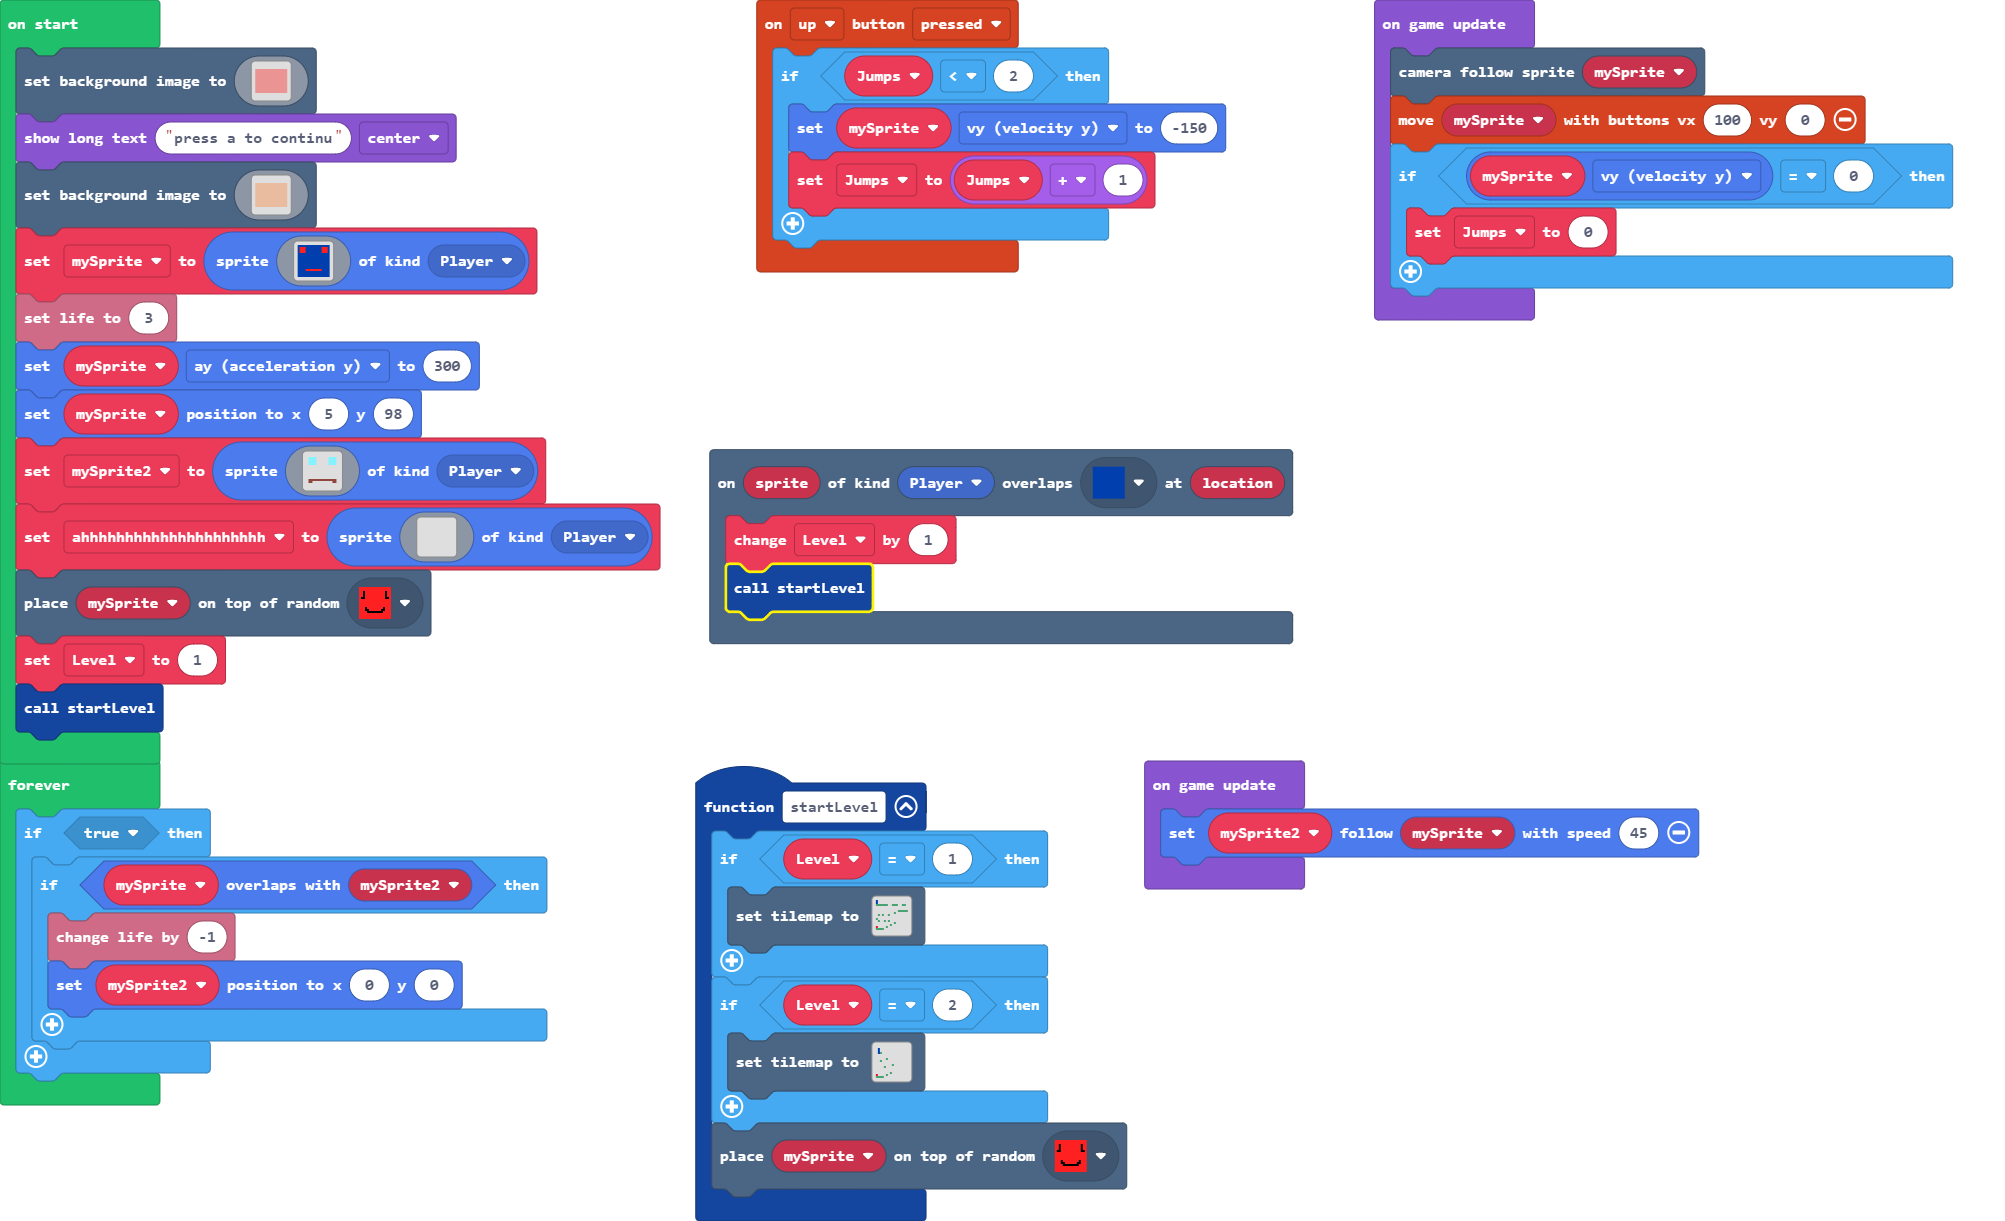 on start
set background image to
show long text "press a to continu" center
set background image to
set mySprite to sprite of kind Player
set life to 3
set mySprite ay (acceleration y) to 300
set mySprite position to x 5 y 98
set mySprite2 to sprite of kind Player
set ahhhhhhhhhhhhhhhhhhhhh to sprite of kind Player
place mySprite on top of random
set Level to 1
call startLevel
forever
if true then
if mySprite overlaps with mySprite2 then
change life by -1
set mySprite2 position to x 0 y 0
on up button pressed
if Jumps < 2 then
set mySprite vy (velocity y) to -150
set Jumps to Jumps + 1
on game update
camera follow sprite mySprite
move mySprite with buttons vx 100 vy 0
if mySprite vy (velocity y) = 0 then
set Jumps to 0
on sprite of kind Player overlaps at location
change Level by 1
call startLevel
function startLevel
if Level = 1 then
set tilemap to
if Level = 2 then
set tilemap to
place mySprite on top of random
on game update
set mySprite2 follow mySprite with speed 45